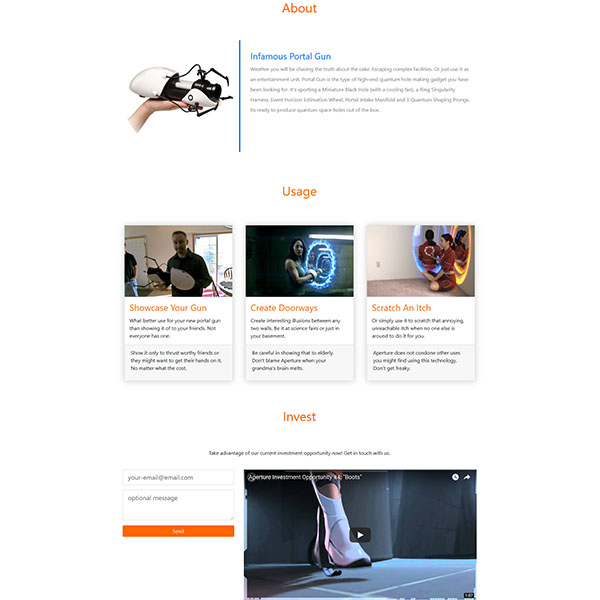 About
Infamous Portal Gun
Weather you will be chasing the truth about the cake. Escaping complex facilities. Or just use it as
an entertainment unit. Portal Gun is the type of high-end quantum hole making gadget you have
been looking for. It's sporting a Miniature Black Hole (with a cooling fan), a Ring Singularity
Harness, Event Horizon Estimation Wheel, Portal Intake Manifold and 3 Quantum Shaping Prongs.
Its ready to produce quantum space holes out of the box.
Usage
Showcase Your Gun
What better use for your new portal gun
than showing it of to your friends. Not
everyone has one.
Show it only to thrust worthy friends or
they might want to get their hands on it.
No matter what the cost.
Create Doorways
Create interesting illusions between any
two walls. Be it at science fairs or just in
your basement.
Be careful in showing that to elderly.
Don't blame Aperture when your
grandma's brain melts.
Scratch An Itch
Or simply use it to scratch that annoying,
unreachable itch when no one else is
around to do it for you.
Aperture does not condone other uses
you might find using this technology.
Don't get freaky.
Invest
Take advantage of our current investment opportunity now! Get in touch with us.
your-email@email.com
optional message
Send
Aperture Investment Opportunity #4: "Boots"
1:07